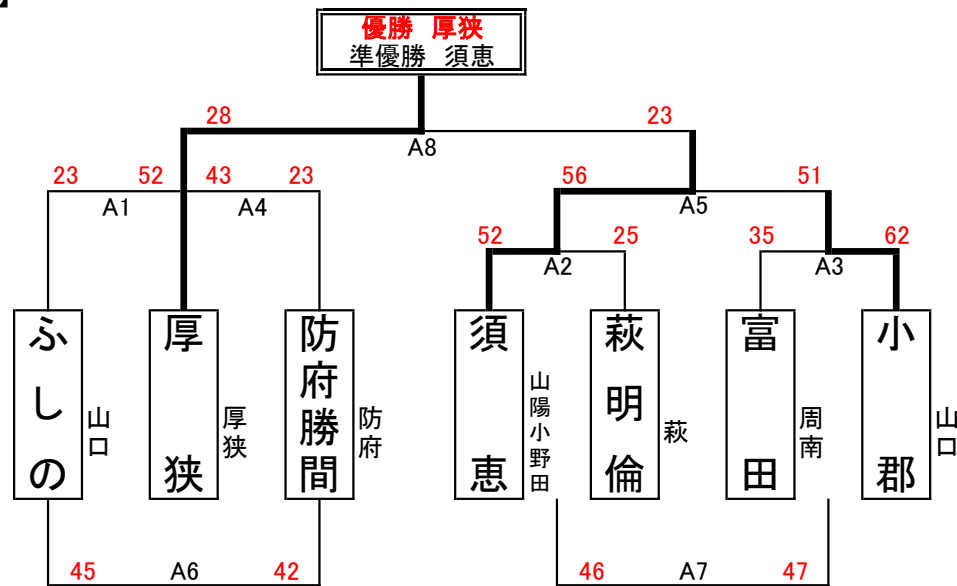 】
優勝 厚狭
準優勝 須恵
28 23
A8
23 52 43 23 56 51
A1 A4 A5
52 25 35 62
A2 A3
ふしの
山口
厚狭
厚狭
防府勝間
防府
須恵
山陽小野田
萩明倫
萩
富田
周南
小郡
山口
45 A6 42 46 A7 47